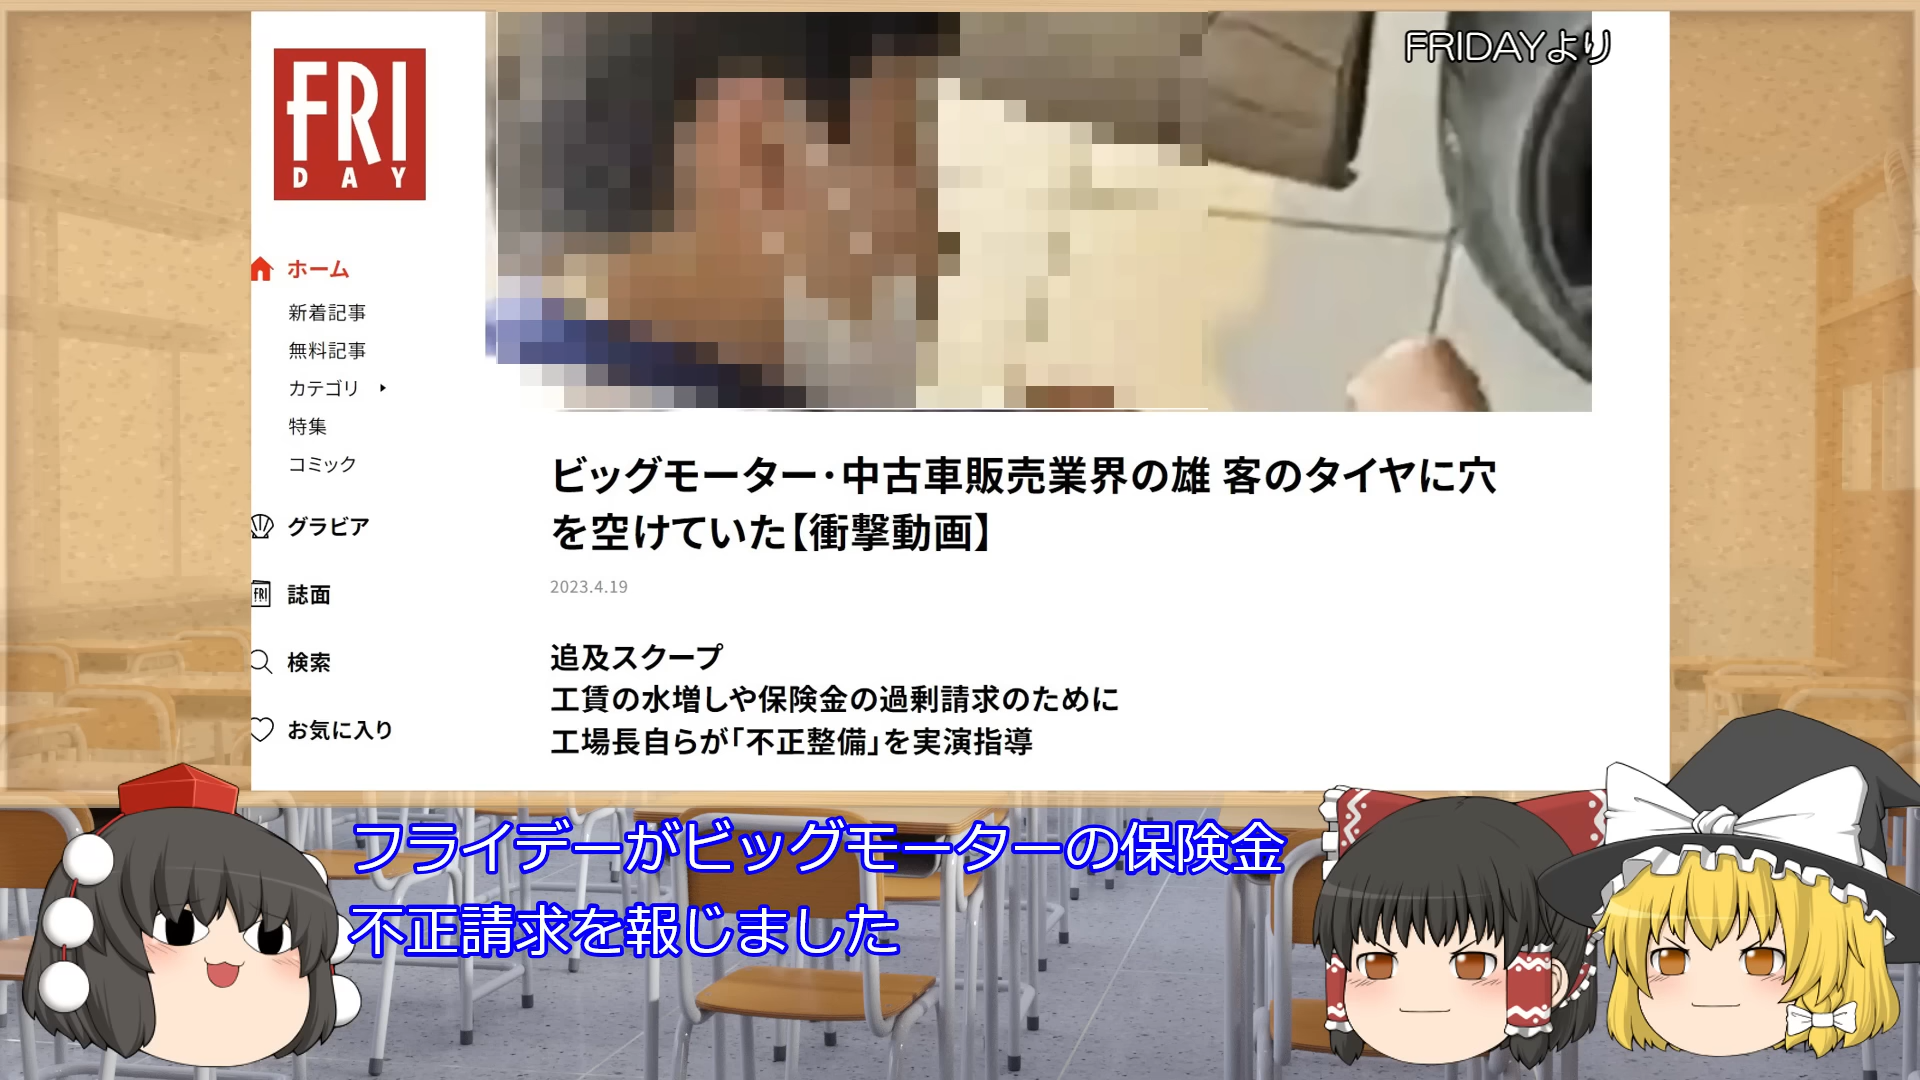 FRIDAYより
FRI
DAY
ホーム
新着記事
無料記事
カテゴリ
特集
コミック
グラビア
FRI
誌面
検索
お気に入り
ビッグモーター・中古車販売業界の雄 客のタイヤに穴
を空けていた【衝撃動画】
2023.4.19
追及スクープ
工賃の水増しや保険金の過剰請求のために
工場長自らが「不正整備」を実演指導
フライデーがビッグモーターの保険金
不正請求を報じました